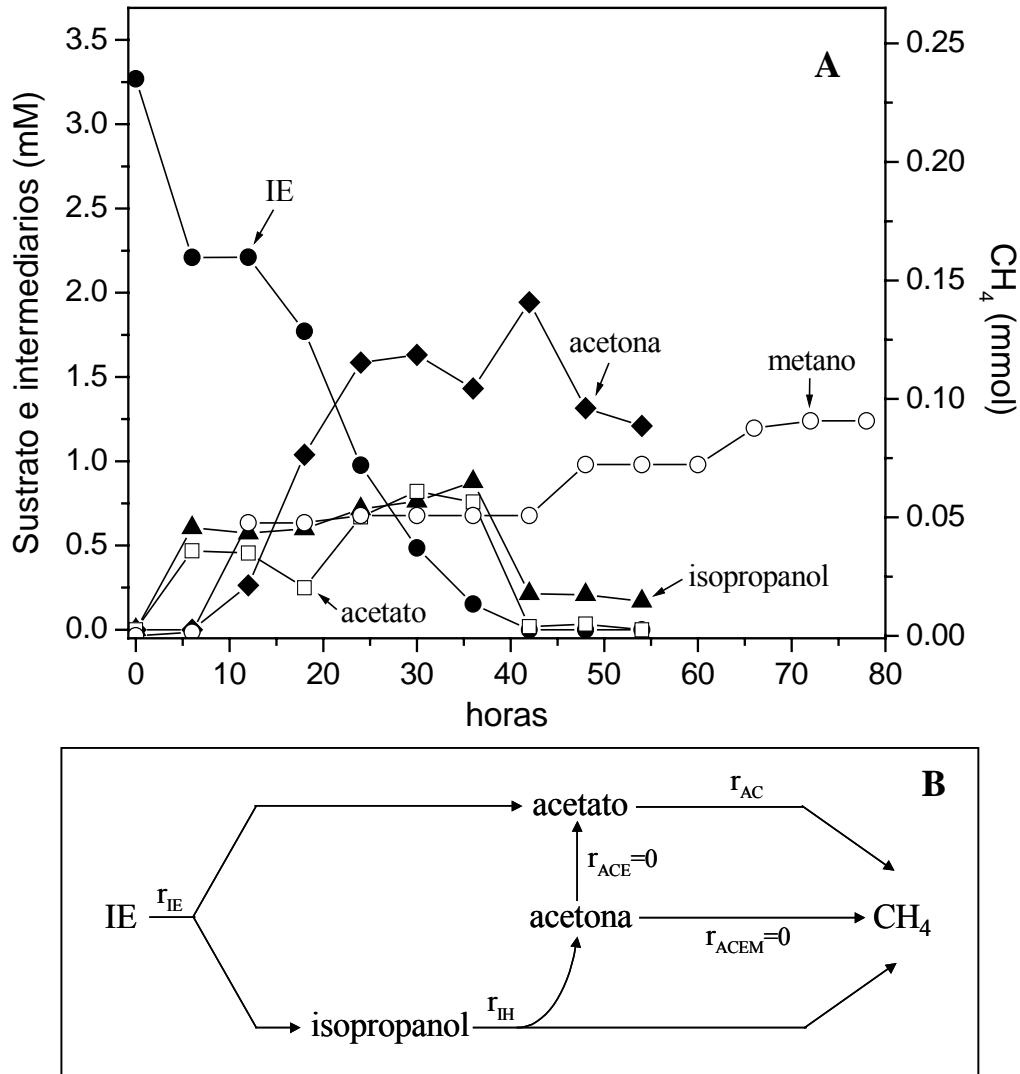 A
3.5
3.0
2.5
2.0
1.5
1.0
0.5
0.0
Sustrato e intermediarios (mM)
0.25
0.20
0.15
0.10
0.05
0.00
CH4 (mmol)
IE
acetona
metano
isopropanol
acetato
0 10 20 30 40 50 60 70 80
horas
B
acetato
rAC
rACE=0
IE
rIE
acetona
rACEM=0
CH4
isopropanol
rIH